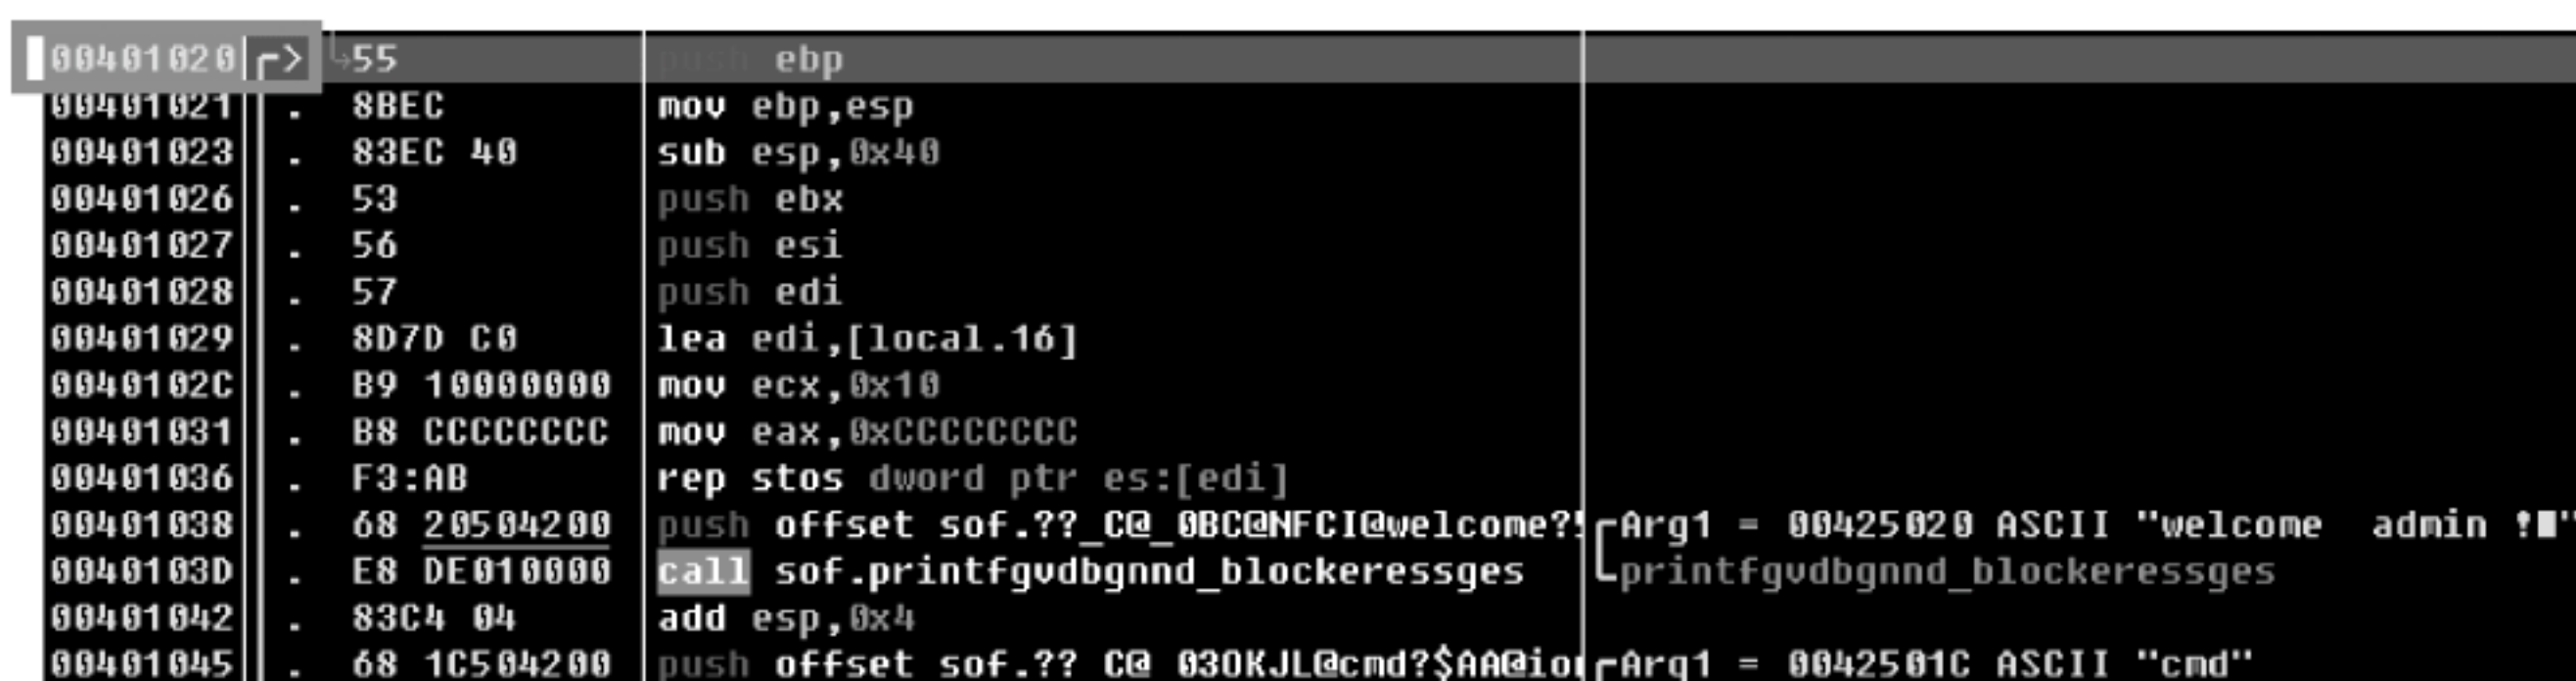 00401020 ┌> 55 push ebp
00401021 . 8BEC mov ebp,esp
00401023 . 83EC 40 sub esp,0x40
00401026 . 53 push ebx
00401027 . 56 push esi
00401028 . 57 push edi
00401029 . 8D7D C0 lea edi,[local.16]
0040102C . B9 10000000 mov ecx,0x10
00401031 . B8 CCCCCCCC mov eax,0xCCCCCCCC
00401036 . F3:AB rep stos dword ptr es:[edi]
00401038 . 68 20504200 push offset sof.??_C@_0BC@NFCI@welcome? ┌Arg1 = 00425020 ASCII "welcome  admin !
0040103D . E8 DE010000 call sof.printfgvdbgnnd_blockeressges └printfgvdbgnnd_blockeressges
00401042 . 83C4 04 add esp,0x4
00401045 . 68 1C504200 push offset sof.??_C@_03OKJL@cmd?$AA@ ┌Arg1 = 0042501C ASCII "cmd"